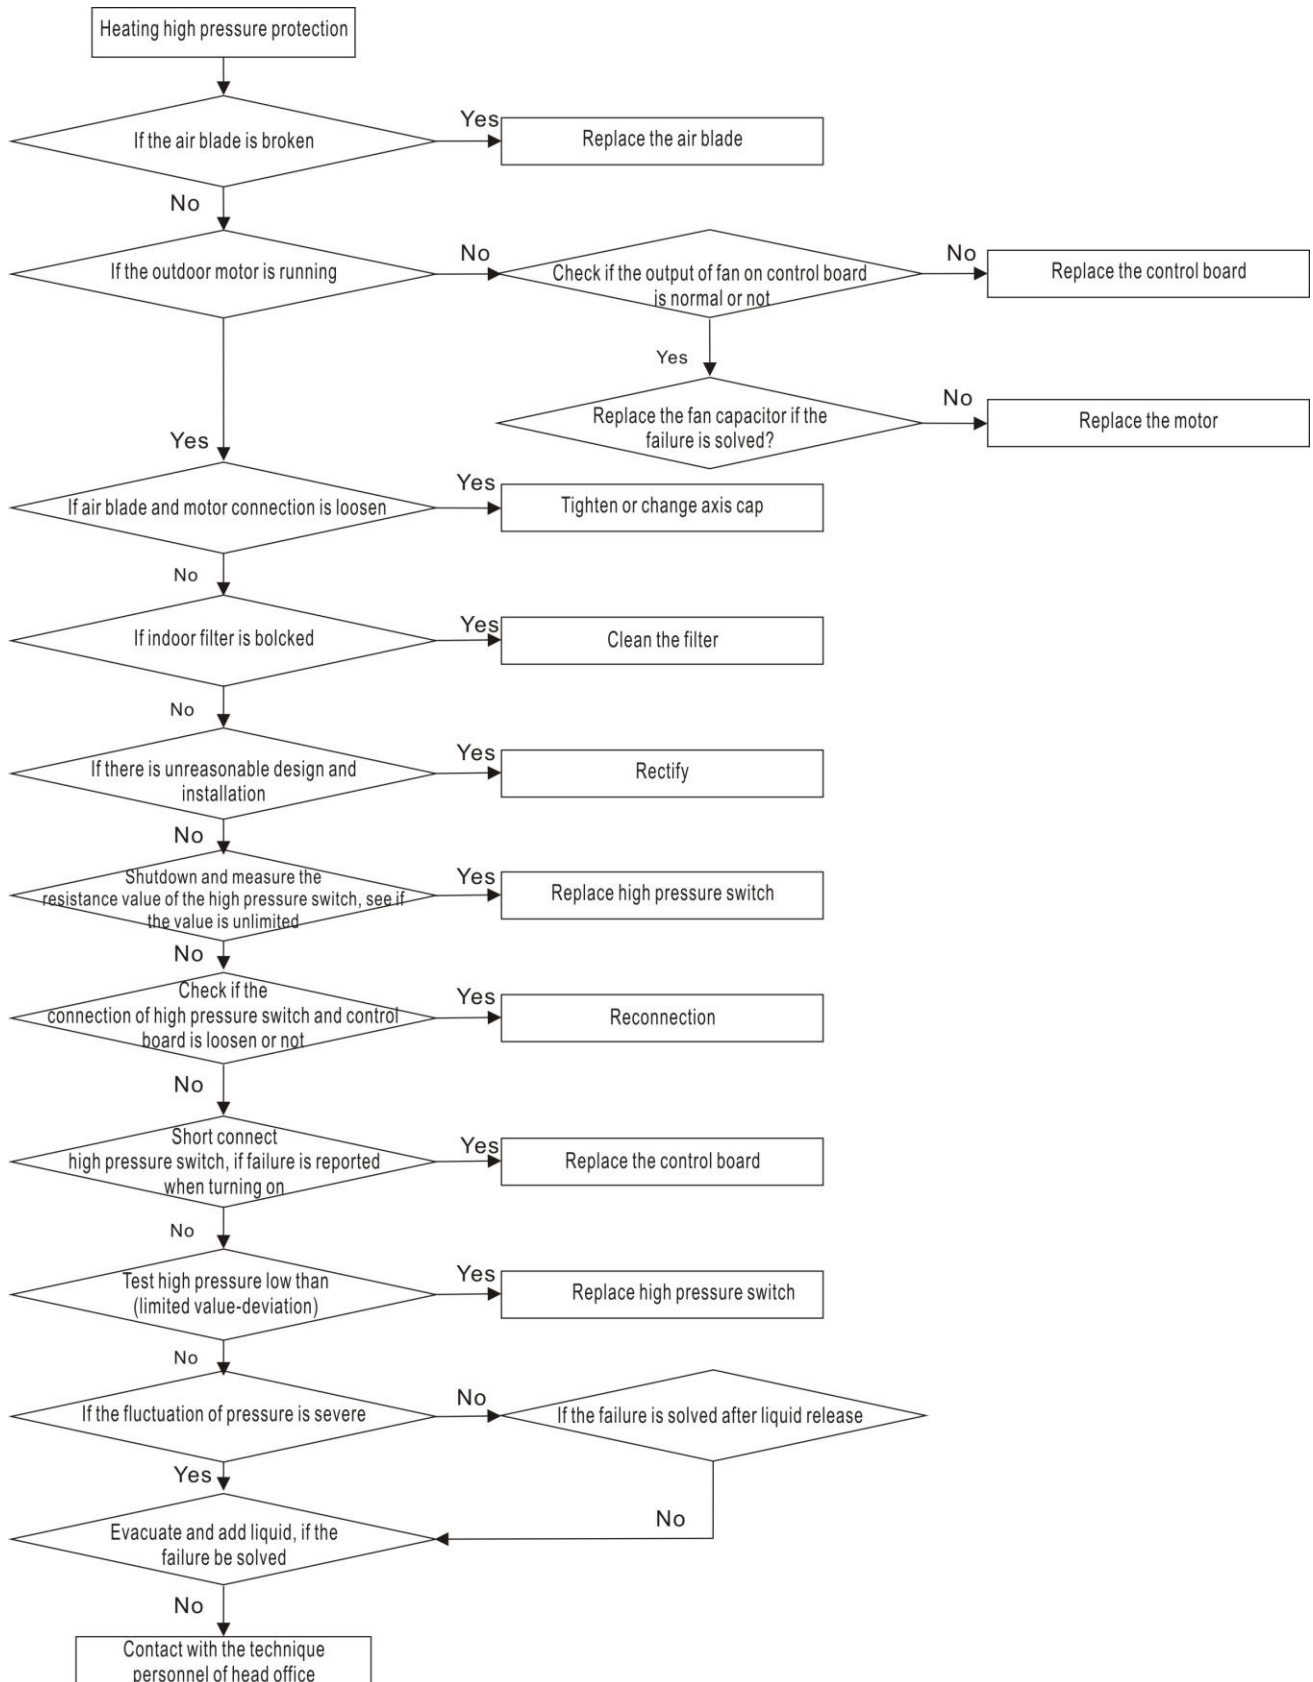 Heating high pressure protection
If the air blade is broken
Yes
Replace the air blade
No
If the outdoor motor is running
No
Check if the output of fan on control board
is normal or not
No
Replace the control board
Yes
Replace the fan capacitor if the
failure is solved?
No
Replace the motor
Yes
If air blade and motor connection is loosen
Yes
Tighten or change axis cap
No
If indoor filter is bolcked
Yes
Clean the filter
No
If there is unreasonable design and
installation
Yes
Rectify
No
Shutdown and measure the
resistance value of the high pressure switch, see if
the value is unlimited
Yes
Replace high pressure switch
No
Check if the
connection of high pressure switch and control
board is loosen or not
Yes
Reconnection
No
Short connect
high pressure switch, if failure is reported
when turning on
Yes
Replace the control board
No
Test high pressure low than
(limited value-deviation)
Yes
Replace high pressure switch
No
If the fluctuation of pressure is severe
No
If the failure is solved after liquid release
Yes
No
Evacuate and add liquid, if the
failure be solved
No
Contact with the technique
personnel of head office